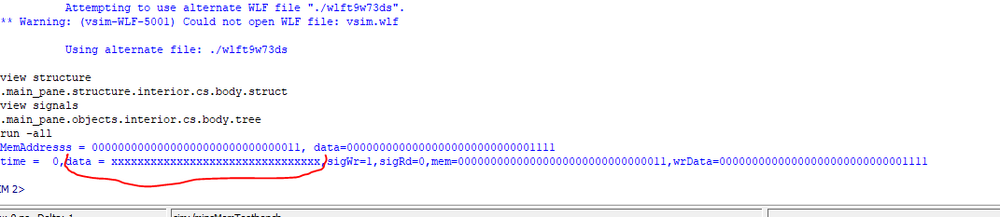 Attempting to use alternate WLF file "./wlft9w73ds".
** Warning: (vsim-WLF-5001) Could not open WLF file: vsim.wlf
Using alternate file: ./wlft9w73ds
view structure
.main_pane.structure.interior.cs.body.struct
view signals
.main_pane.objects.interior.cs.body.tree
run -all
MemAddresss = 00000000000000000000000000000011, data=00000000000000000000000000001111
time =  0,data = xxxxxxxxxxxxxxxxxxxxxxxxxxxxxxxx,sigWr=1,sigRd=0,mem=00000000000000000000000000000011,wrData=00000000000000000000000000001111
IM 2>